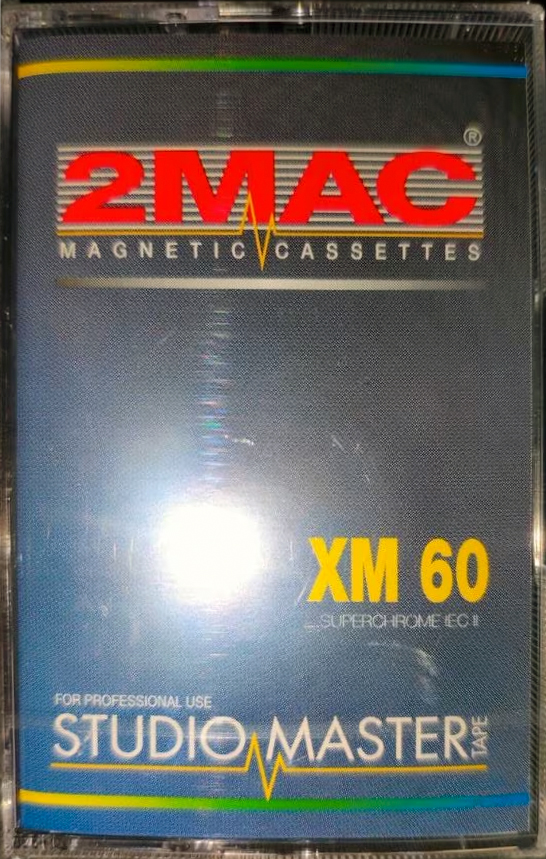 2MAC®
MAGNETIC CASSETTES
XM 60
SUPERCHROME IEC II
FOR PROFESSIONAL USE
STUDIO MASTER TAPE